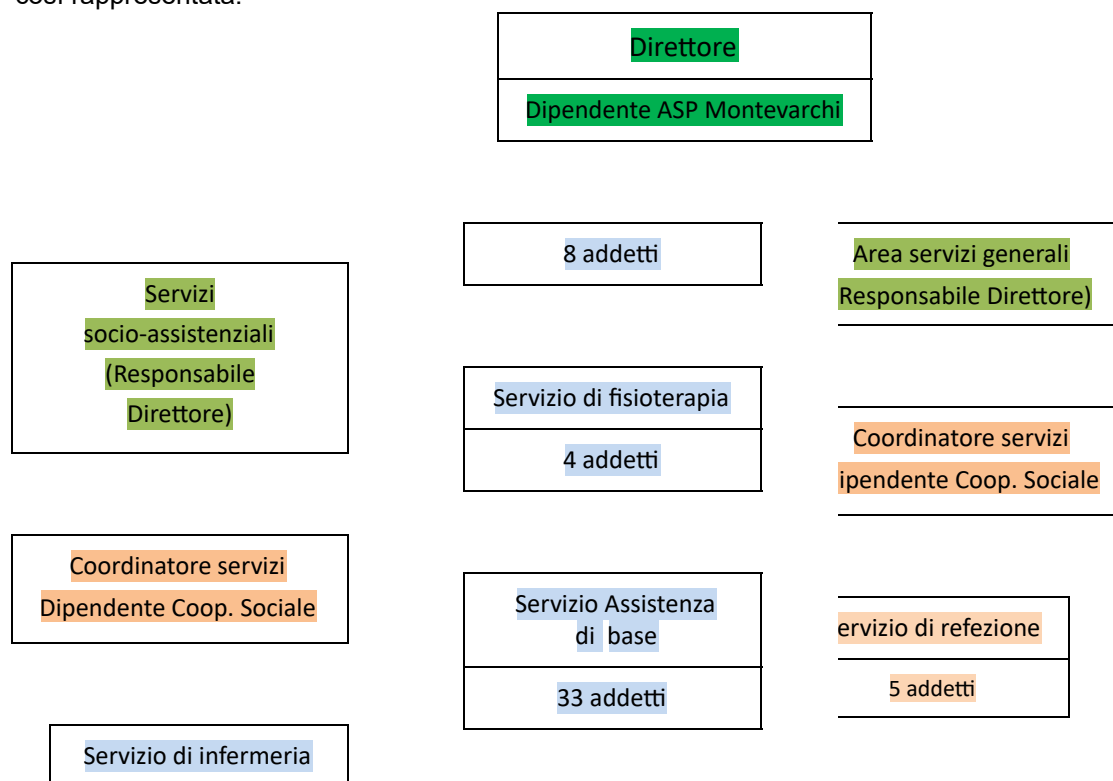 così rappresentata:
Direttore
Dipendente ASP Montevarchi
Servizi
socio-assistenziali
(Responsabile
Direttore)
Coordinatore servizi
Dipendente Coop. Sociale
Servizio di infermeria
8 addetti
Servizio di fisioterapia
4 addetti
Servizio Assistenza
di base
33 addetti
Area servizi generali
Responsabile Direttore)
Coordinatore servizi
ipendente Coop. Sociale
ervizio di refezione
5 addetti